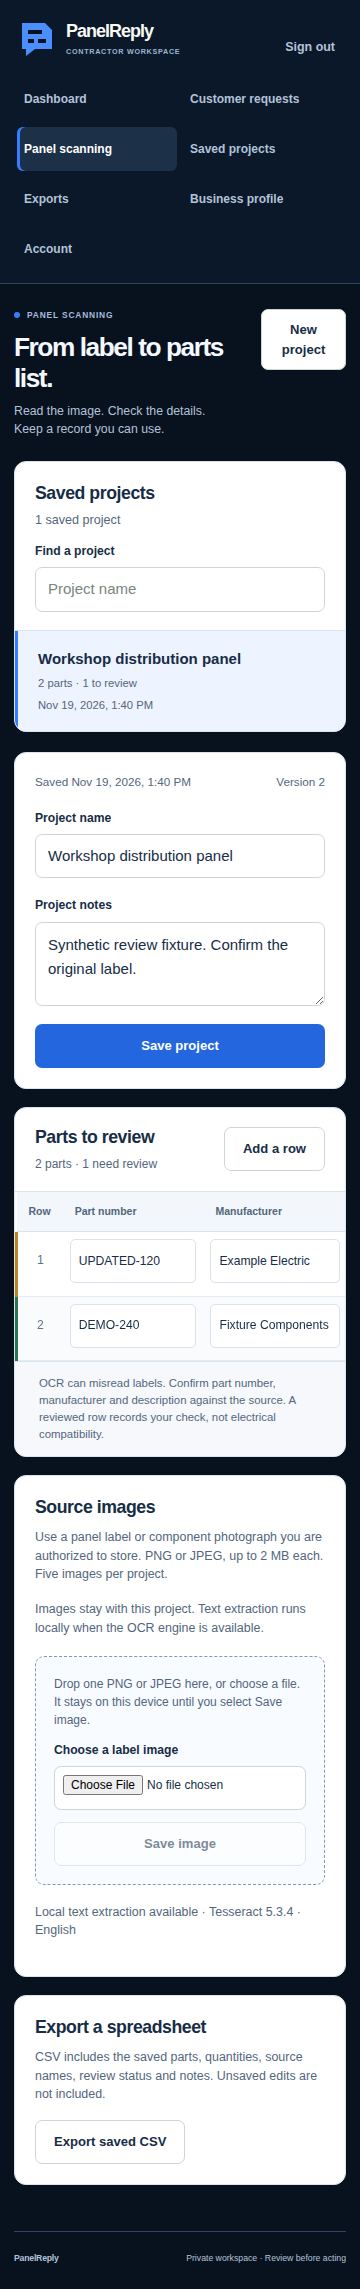 PanelReply
CONTRACTOR WORKSPACE
Sign out
Dashboard
Customer requests
Panel scanning
Saved projects
Exports
Business profile
Account
PANEL SCANNING
From label to parts
list.
Read the image. Check the details.
Keep a record you can use.
New
project
Saved projects
1 saved project
Find a project
Project name
Workshop distribution panel
2 parts · 1 to review
Nov 19, 2026, 1:40 PM
Saved Nov 19, 2026, 1:40 PM
Version 2
Project name
Workshop distribution panel
Project notes
Synthetic review fixture. Confirm the
original label.
Save project
Parts to review
2 parts · 1 need review
Add a row
Row Part number Manufacturer
1 UPDATED-120 Example Electric
2 DEMO-240 Fixture Components
OCR can misread labels. Confirm part number,
manufacturer and description against the source. A
reviewed row records your check, not electrical
compatibility.
Source images
Use a panel label or component photograph you are
authorized to store. PNG or JPEG, up to 2 MB each.
Five images per project.
Images stay with this project. Text extraction runs
locally when the OCR engine is available.
Drop one PNG or JPEG here, or choose a file.
It stays on this device until you select Save
image.
Choose a label image
Choose File No file chosen
Save image
Local text extraction available · Tesseract 5.3.4 ·
English
Export a spreadsheet
CSV includes the saved parts, quantities, source
names, review status and notes. Unsaved edits are
not included.
Export saved CSV
PanelReply
Private workspace · Review before acting